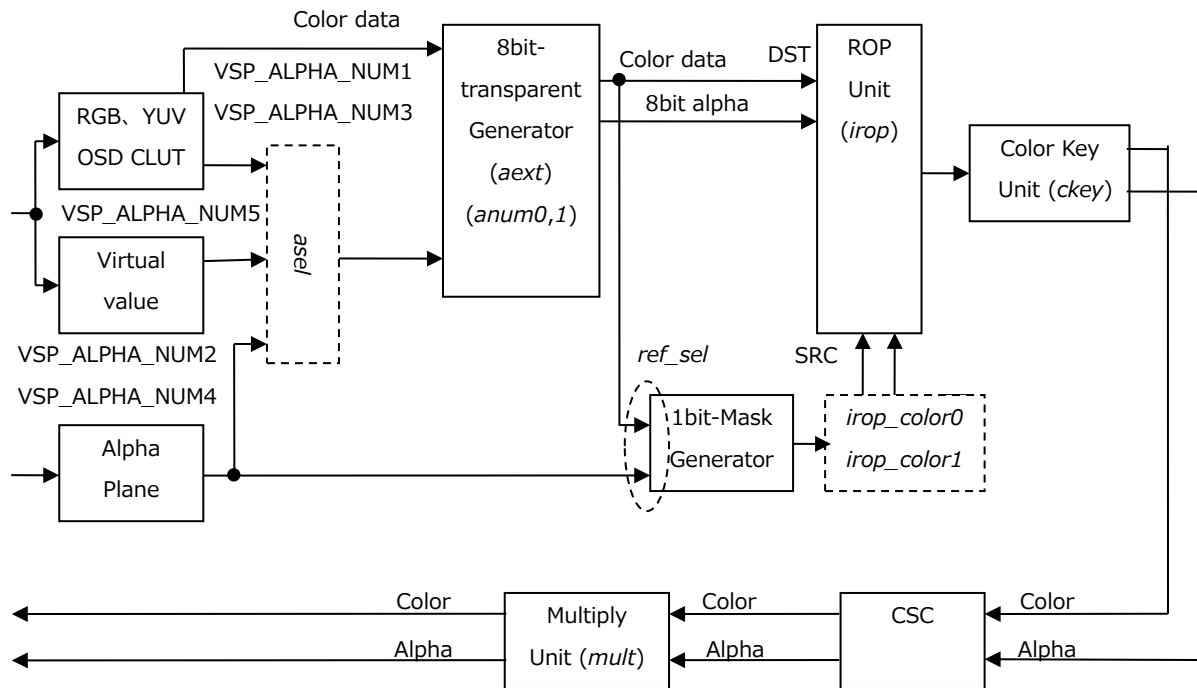 Color data
VSP_ALPHA_NUM1
VSP_ALPHA_NUM3
RGB、YUV
OSD CLUT
VSP_ALPHA_NUM5
Virtual
value
VSP_ALPHA_NUM2
VSP_ALPHA_NUM4
Alpha
Plane
asel
8bit-
transparent
Generator
(aext)
(anum0,1)
Color data
8bit alpha
DST
ROP
Unit
(irop)
SRC
ref_sel
1bit-Mask
Generator
irop_color0
irop_color1
Color Key
Unit (ckey)
Color
Alpha
CSC
Color
Alpha
Multiply
Unit (mult)
Color
Alpha